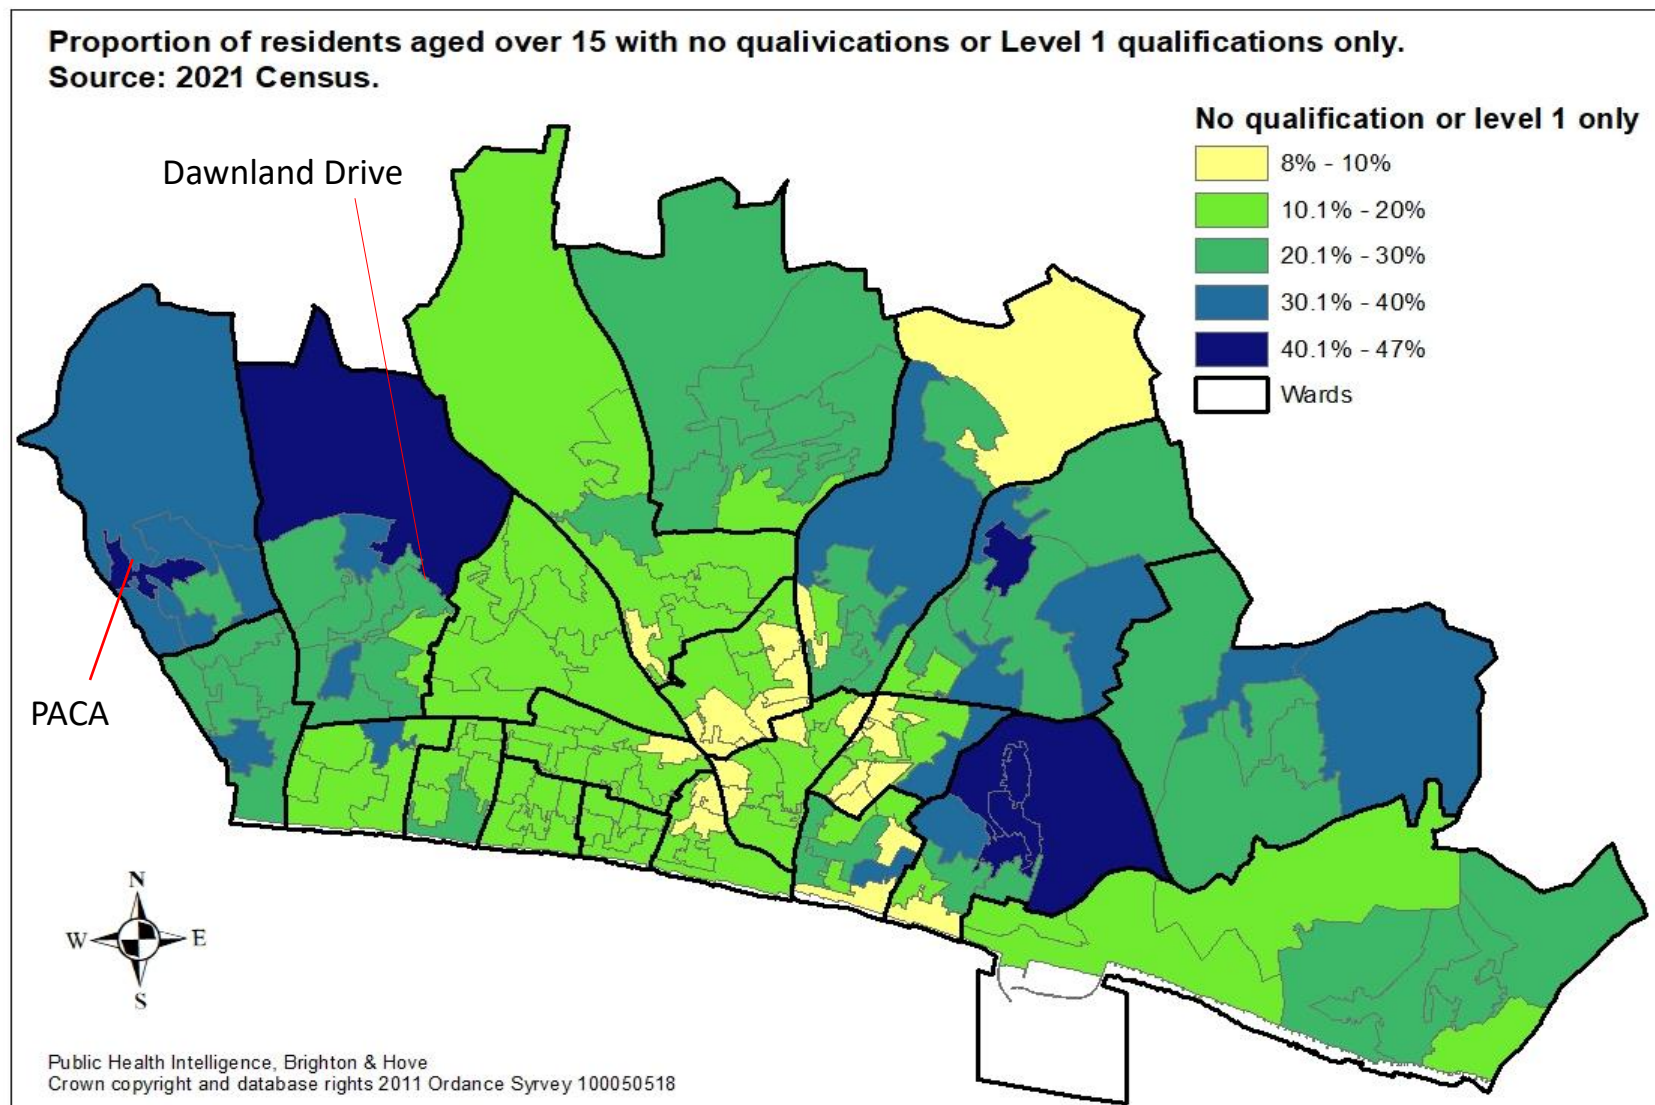 Proportion of residents aged over 15 with no qualivications or Level 1 qualifications only.
Source: 2021 Census.
No qualification or level 1 only
8% - 10%
10.1% - 20%
20.1% - 30%
30.1% - 40%
40.1% - 47%
Wards
Dawnland Drive
PACA
N
W
E
S
Public Health Intelligence, Brighton & Hove
Crown copyright and database rights 2011 Ordance Syrvey 100050518